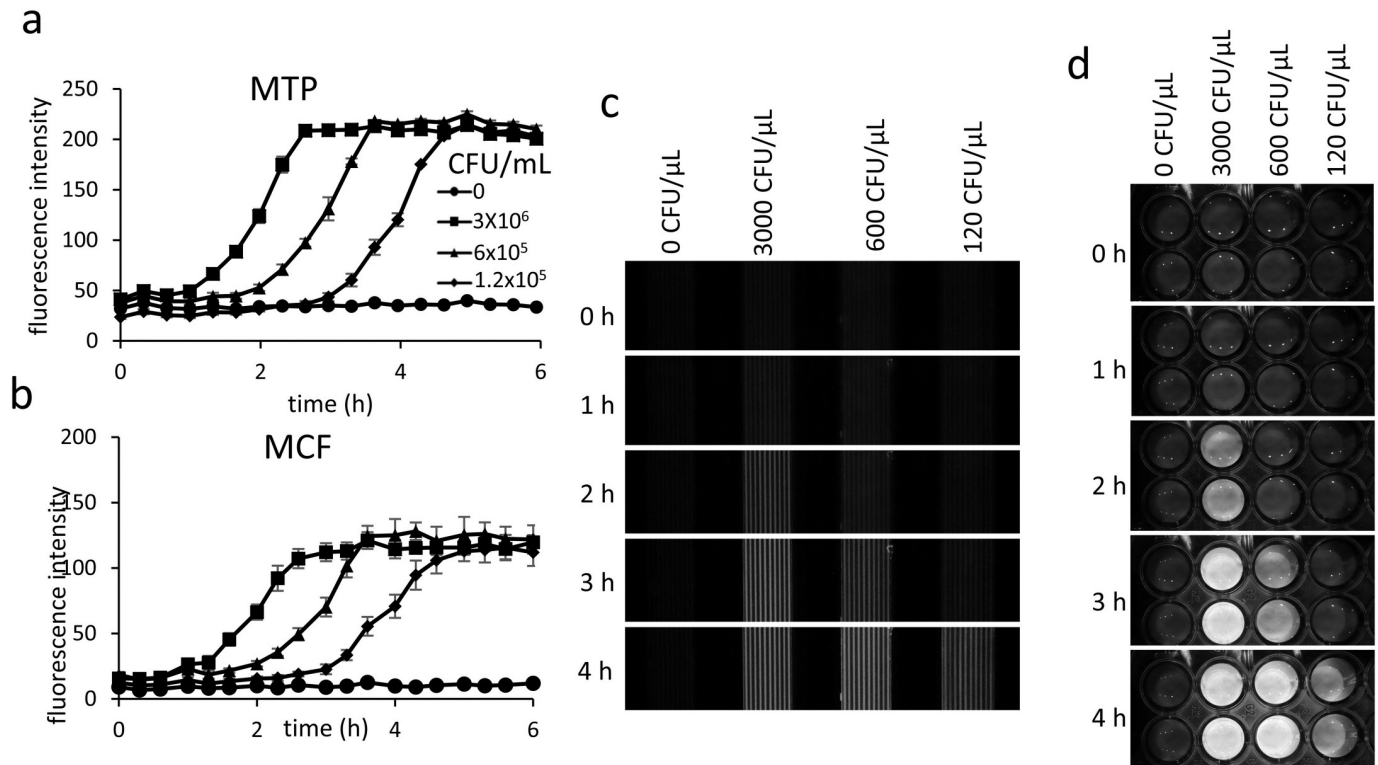 a
MTP
250
200
150
100
50
0
fluorescence intensity
CFU/mL
0
3X10⁶
6x10⁵
1.2x10⁵
0 2 4 6
time (h)
b
MCF
200
150
100
50
0
fluorescence intensity
0 2 4 6
time (h)
c
0 CFU/µL
3000 CFU/µL
600 CFU/µL
120 CFU/µL
0 h
1 h
2 h
3 h
4 h
d
0 CFU/µL
3000 CFU/µL
600 CFU/µL
120 CFU/µL
0 h
1 h
2 h
3 h
4 h